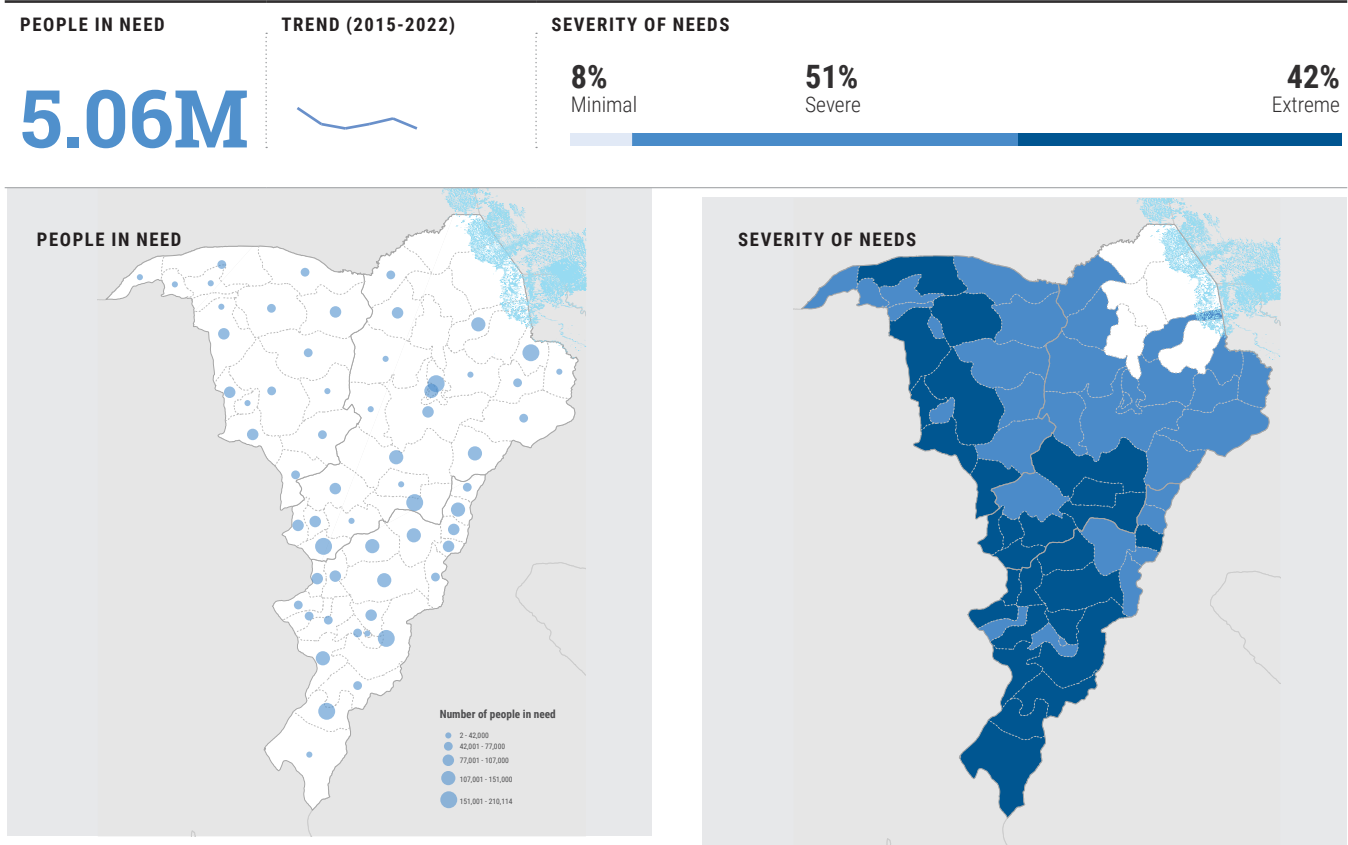 PEOPLE IN NEED
TREND (2015-2022)
SEVERITY OF NEEDS
5.06M
8%
Minimal
51%
Severe
42%
Extreme
PEOPLE IN NEED
Number of people in need
2 - 42,000
42,001 - 77,000
77,001 - 107,000
107,001 - 151,000
151,001 - 210,114
SEVERITY OF NEEDS